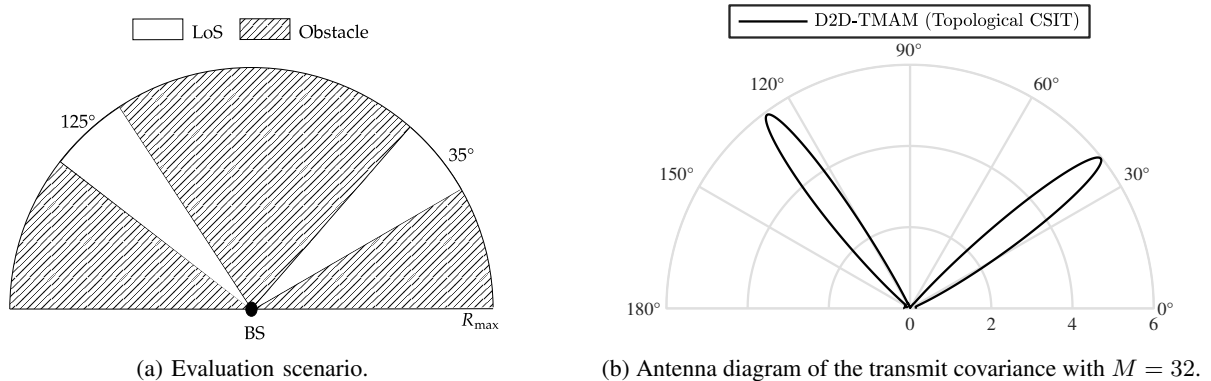 LoS Obstacle
125°
35°
R_max
BS
(a) Evaluation scenario.
D2D-TMAM (Topological CSIT)
90°
120° 60°
150° 30°
180° 0°
0 2 4 6
(b) Antenna diagram of the transmit covariance with M = 32.